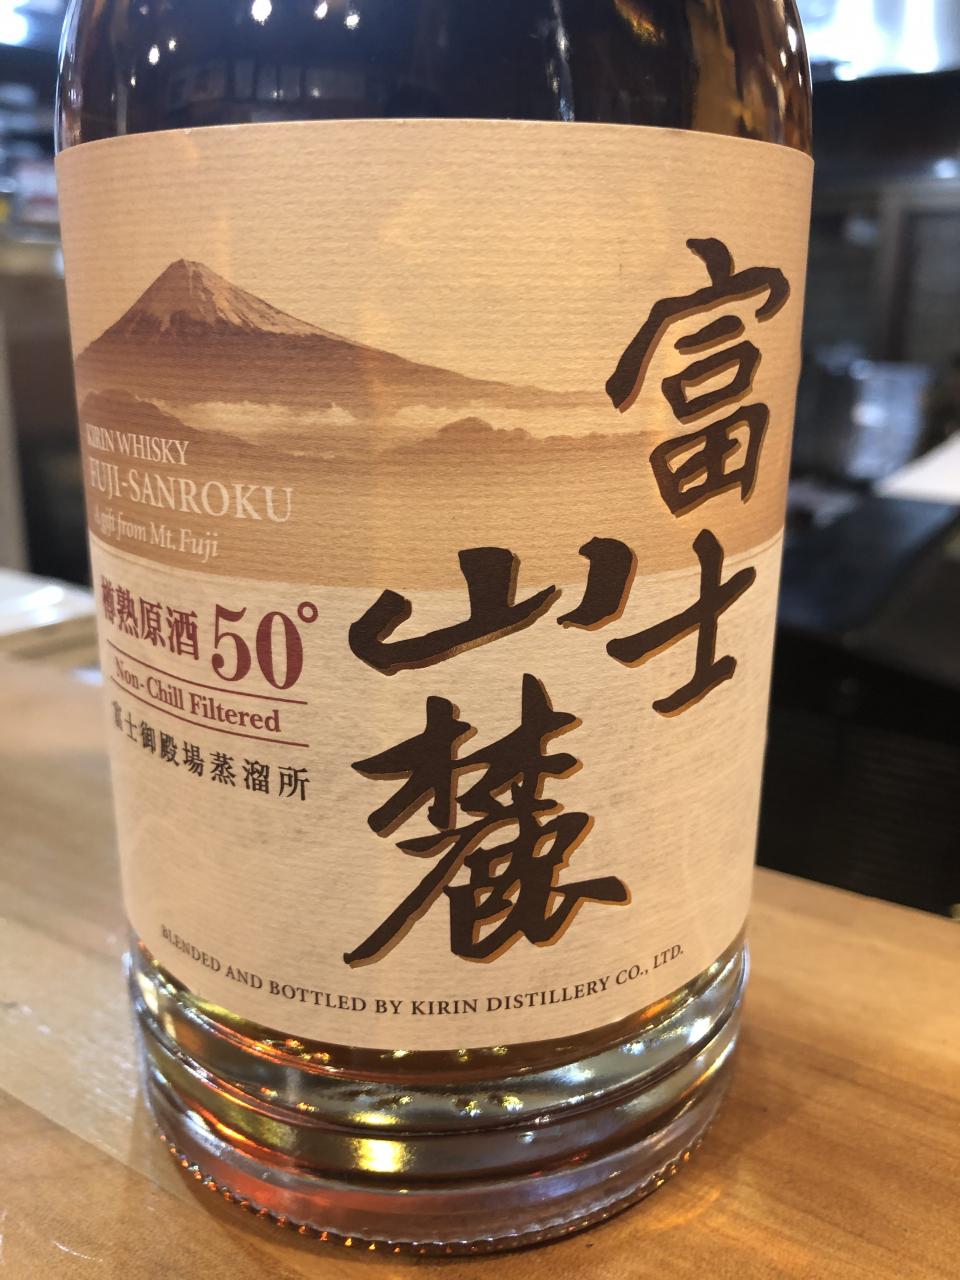 富士
山麓
KIRIN WHISKY
FUJI-SANROKU
A gift from Mt. Fuji
樽熟原酒 50°
Non-Chill Filtered
富士御殿場蒸溜所
BLENDED AND BOTTLED BY KIRIN DISTILLERY CO., LTD.